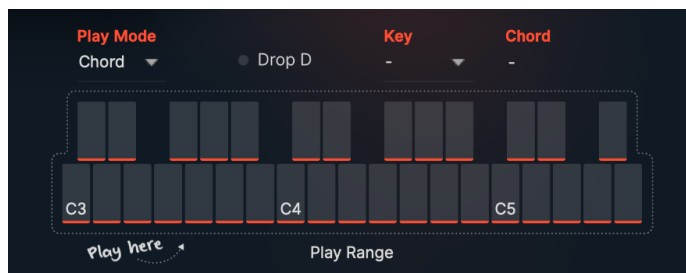 Play Mode
Key
Chord
Chord
Drop D
-
-
C3
C4
C5
Play here
Play Range